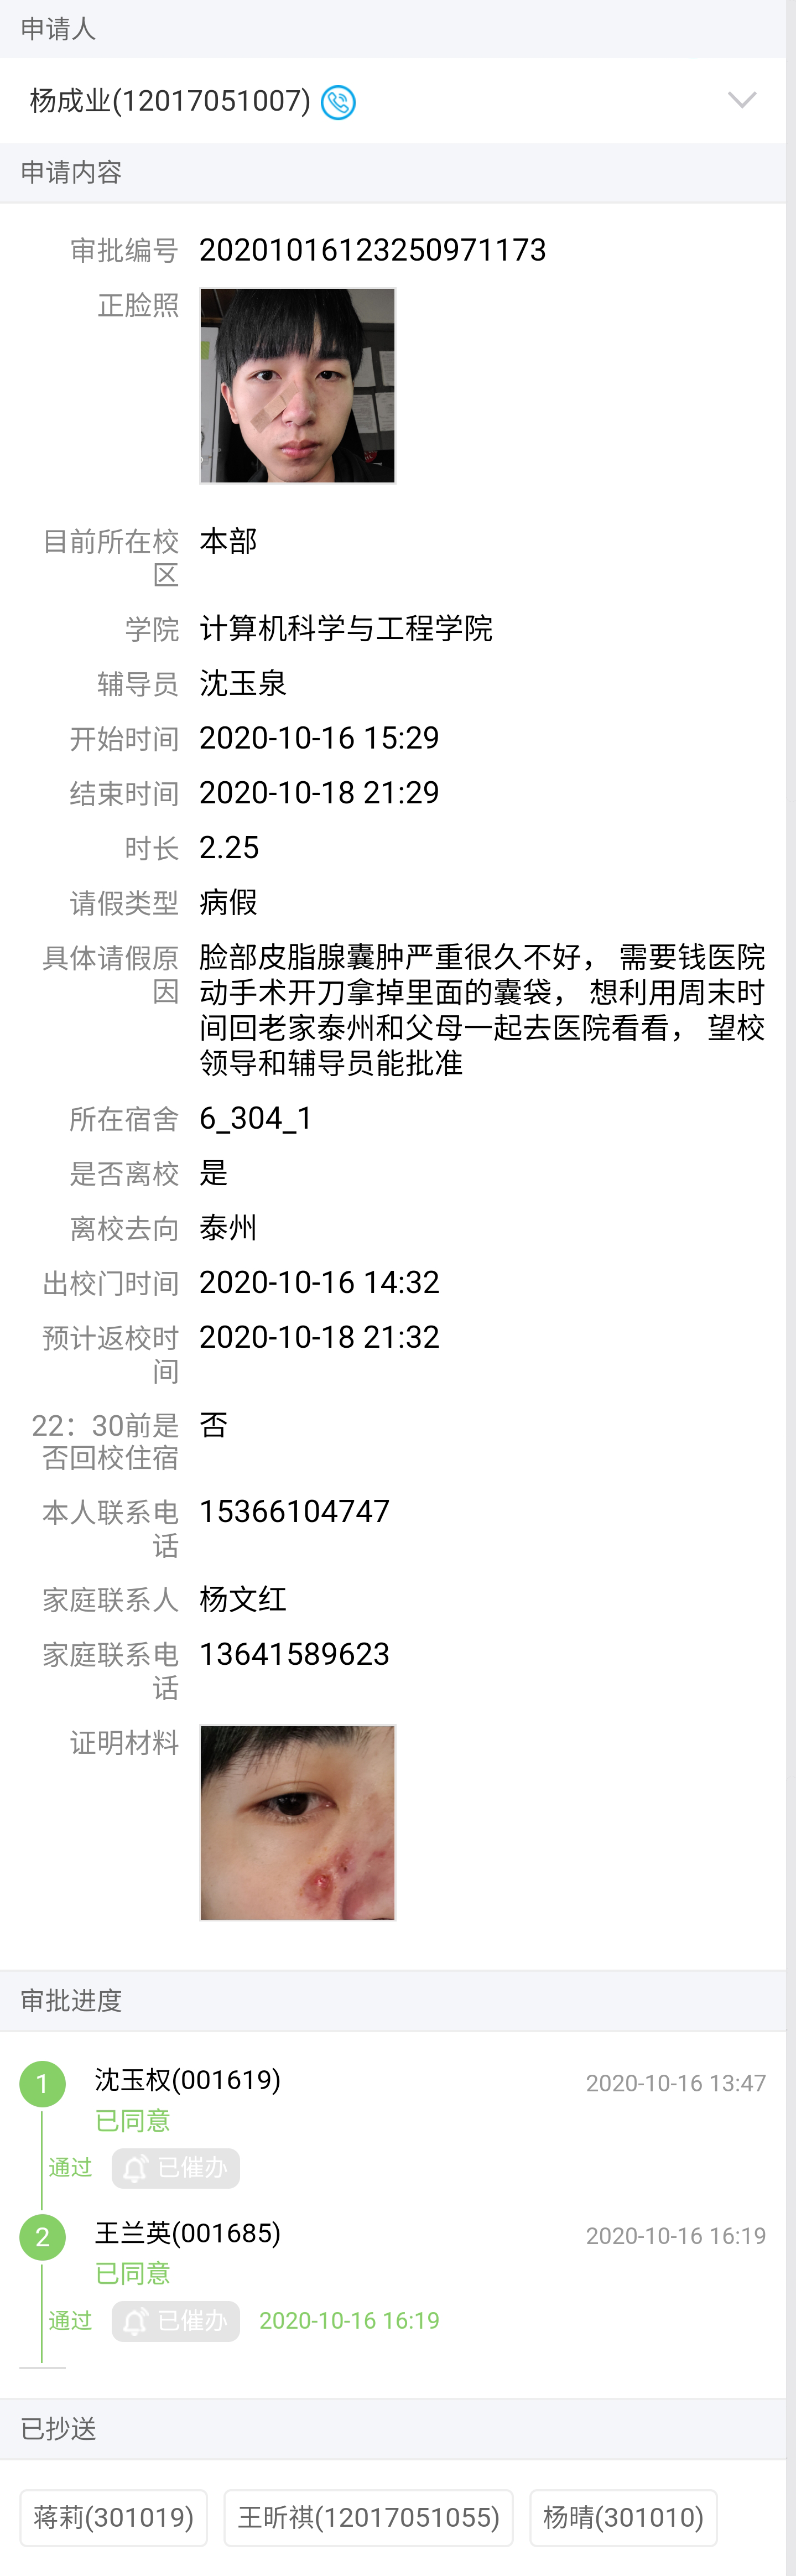 申请人
杨成业(12017051007)
申请内容
审批编号 20201016123250971173
正脸照
目前所在校区 本部
学院 计算机科学与工程学院
辅导员 沈玉泉
开始时间 2020-10-16 15:29
结束时间 2020-10-18 21:29
时长 2.25
请假类型 病假
具体请假原因 脸部皮脂腺囊肿严重很久不好， 需要钱医院
动手术开刀拿掉里面的囊袋， 想利用周末时
间回老家泰州和父母一起去医院看看， 望校
领导和辅导员能批准
所在宿舍 6_304_1
是否离校 是
离校去向 泰州
出校门时间 2020-10-16 14:32
预计返校时间 2020-10-18 21:32
22：30前是否回校住宿 否
本人联系电话 15366104747
家庭联系人 杨文红
家庭联系电话 13641589623
证明材料
审批进度
1 沈玉权(001619) 2020-10-16 13:47
已同意
通过 已催办
2 王兰英(001685) 2020-10-16 16:19
已同意
通过 已催办 2020-10-16 16:19
已抄送
蒋莉(301019) 王昕祺(12017051055) 杨晴(301010)